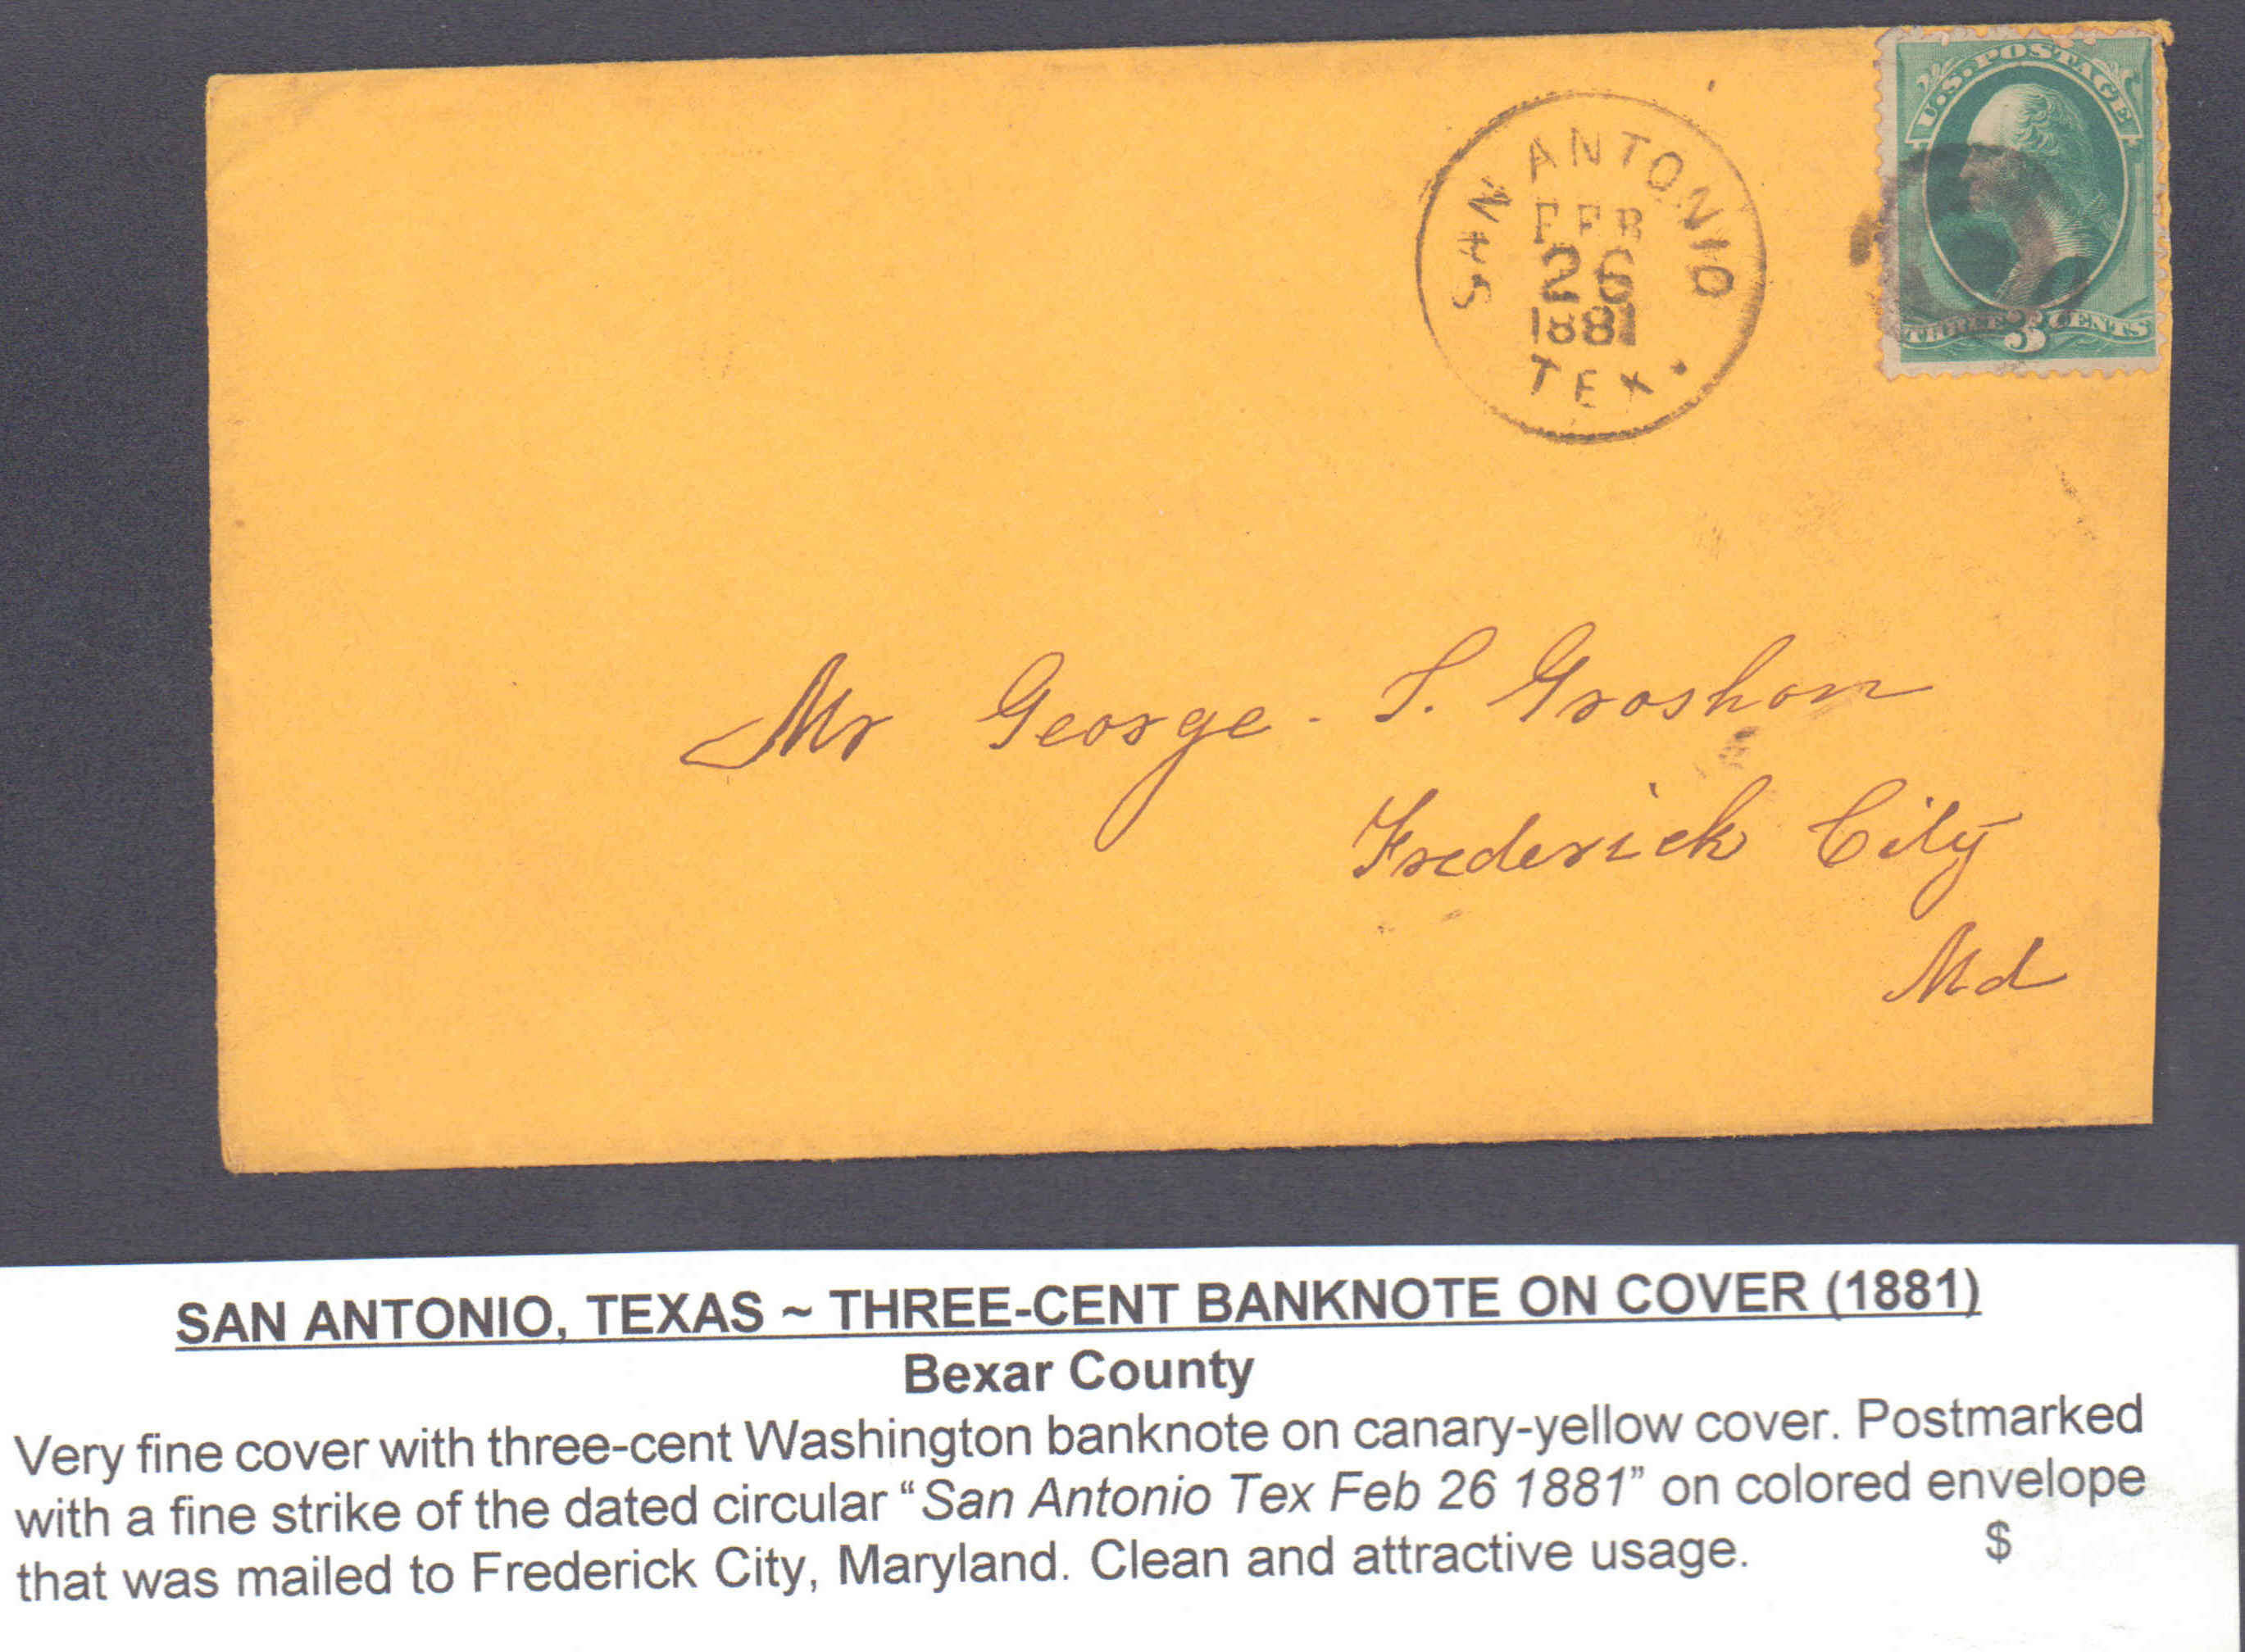 U.S. POSTAGE
THREE 3 CENTS
SAN ANTONIO
FEB
26
1881
TEX.
Mr George. S. Groshon
Frederick City
Md
SAN ANTONIO, TEXAS ~ THREE-CENT BANKNOTE ON COVER (1881)
Bexar County
Very fine cover with three-cent Washington banknote on canary-yellow cover. Postmarked
with a fine strike of the dated circular “San Antonio Tex Feb 26 1881” on colored envelope
that was mailed to Frederick City, Maryland. Clean and attractive usage. $